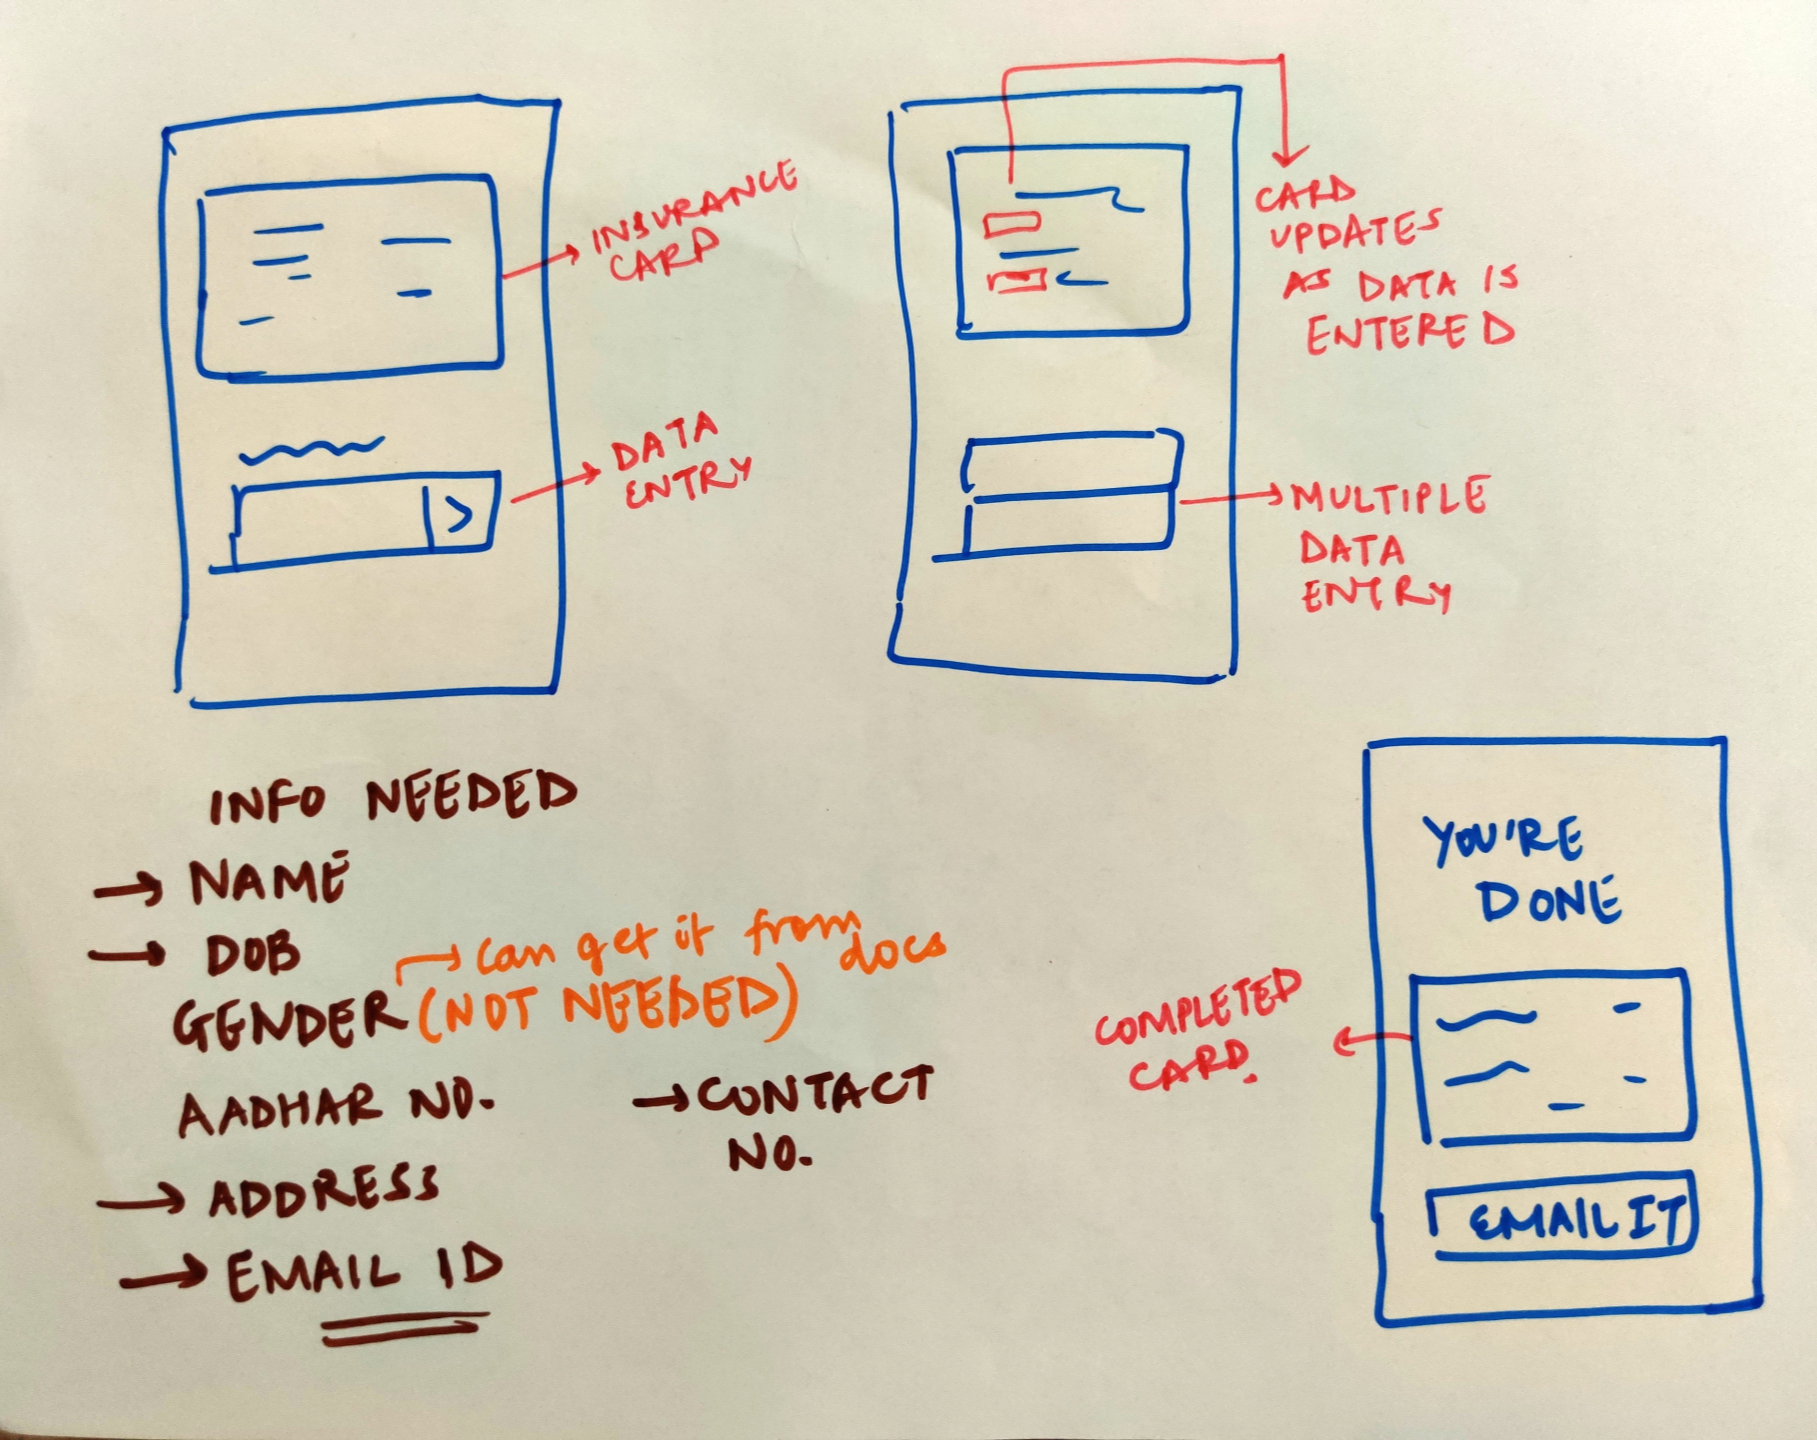 INSURANCE
CARD
DATA
ENTRY
CARD
UPDATES
AS DATA IS
ENTERED
MULTIPLE
DATA
ENTRY
INFO NEEDED
→ NAME
→ DOB
→ can get it from
docs
GENDER (NOT NEEDED)
AADHAR NO.
→ CONTACT
NO.
→ ADDRESS
→ EMAIL ID
YOU'RE
DONE
COMPLETED
CARD.
EMAIL IT